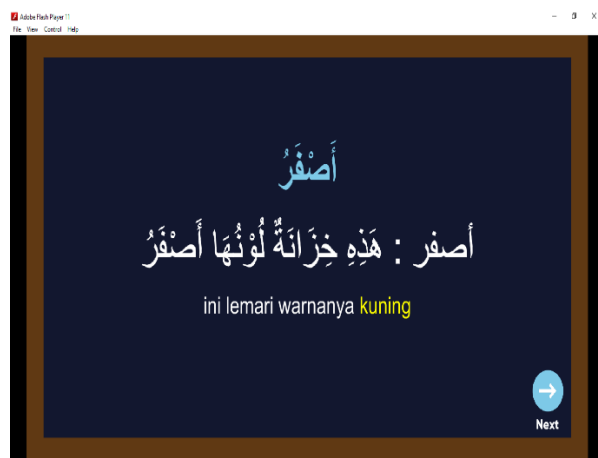 Adobe Flash Player 11
File View Control Help
أَصْفَرُ
أصفر : هَذِهِ خِزَانَةٌ لُوْنُهَا أَصْفَرُ
ini lemari warnanya kuning
Next